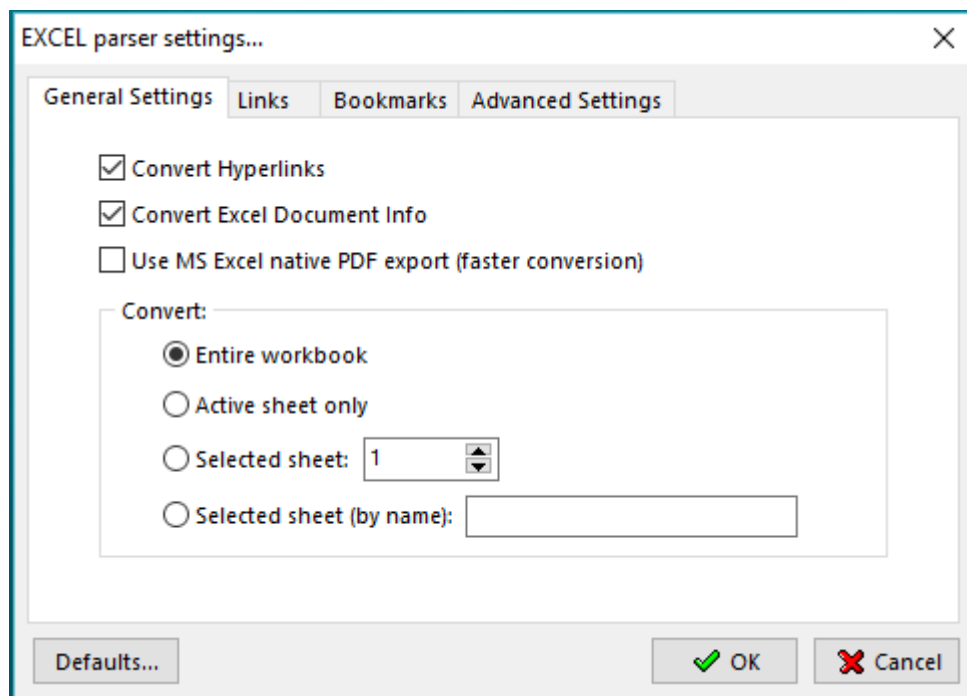 EXCEL parser settings...
General Settings Links Bookmarks Advanced Settings
Convert Hyperlinks
Convert Excel Document Info
Use MS Excel native PDF export (faster conversion)
Convert:
Entire workbook
Active sheet only
Selected sheet: 1
Selected sheet (by name):
Defaults... OK Cancel